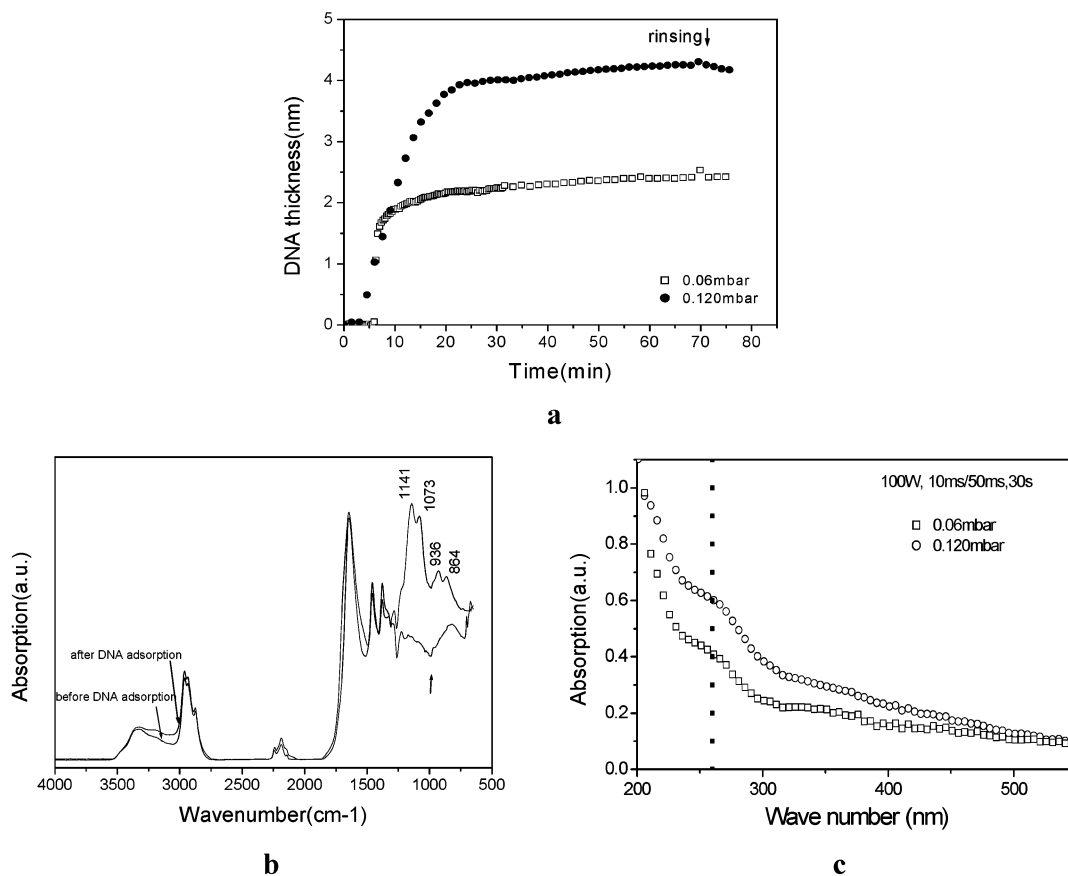 5
4
3
2
1
0
DNA thickness(nm)
rinsing
0.06mbar
0.120mbar
0 10 20 30 40 50 60 70 80
Time(min)
a
Absorption(a.u.)
1141
1073
936
864
after DNA adsorption
before DNA adsorption
4000 3500 3000 2500 2000 1500 1000 500
Wavenumber(cm-1)
b
Absorption(a.u.)
1.0
0.8
0.6
0.4
0.2
0.0
100W, 10ms/50ms,30s
0.06mbar
0.120mbar
200 300 400 500
Wave number (nm)
c